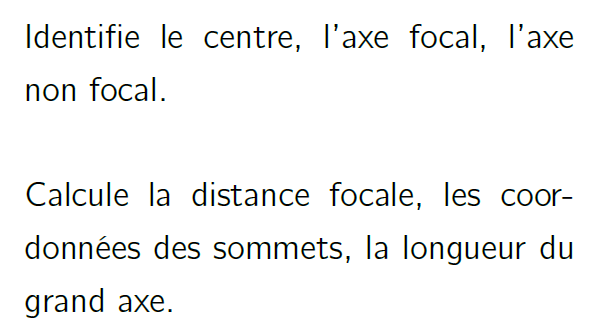 Identifie le centre, l'axe focal, l'axe
non focal.
Calcule la distance focale, les coor-
données des sommets, la longueur du
grand axe.